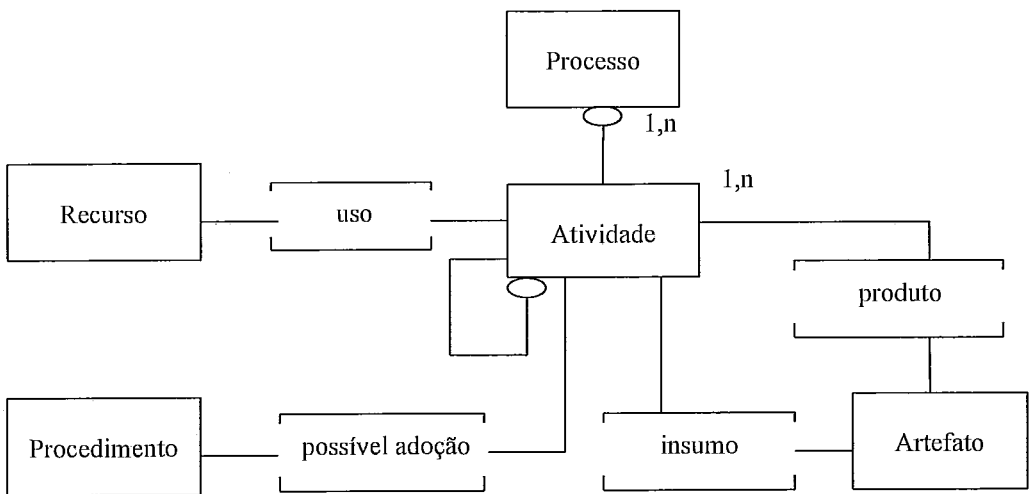 Processo
1,n
1,n
Recurso
uso
Atividade
produto
Procedimento
possível adoção
insumo
Artefato